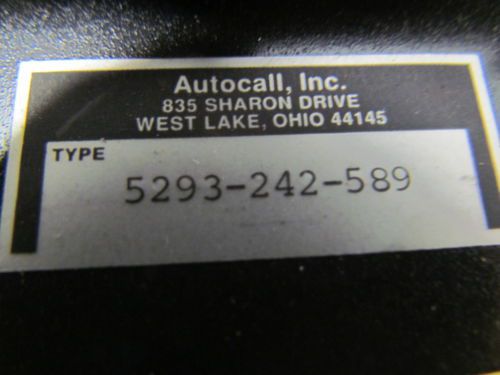 Autocall, Inc.
835 SHARON DRIVE
WEST LAKE, OHIO 44145
TYPE
5293-242-589